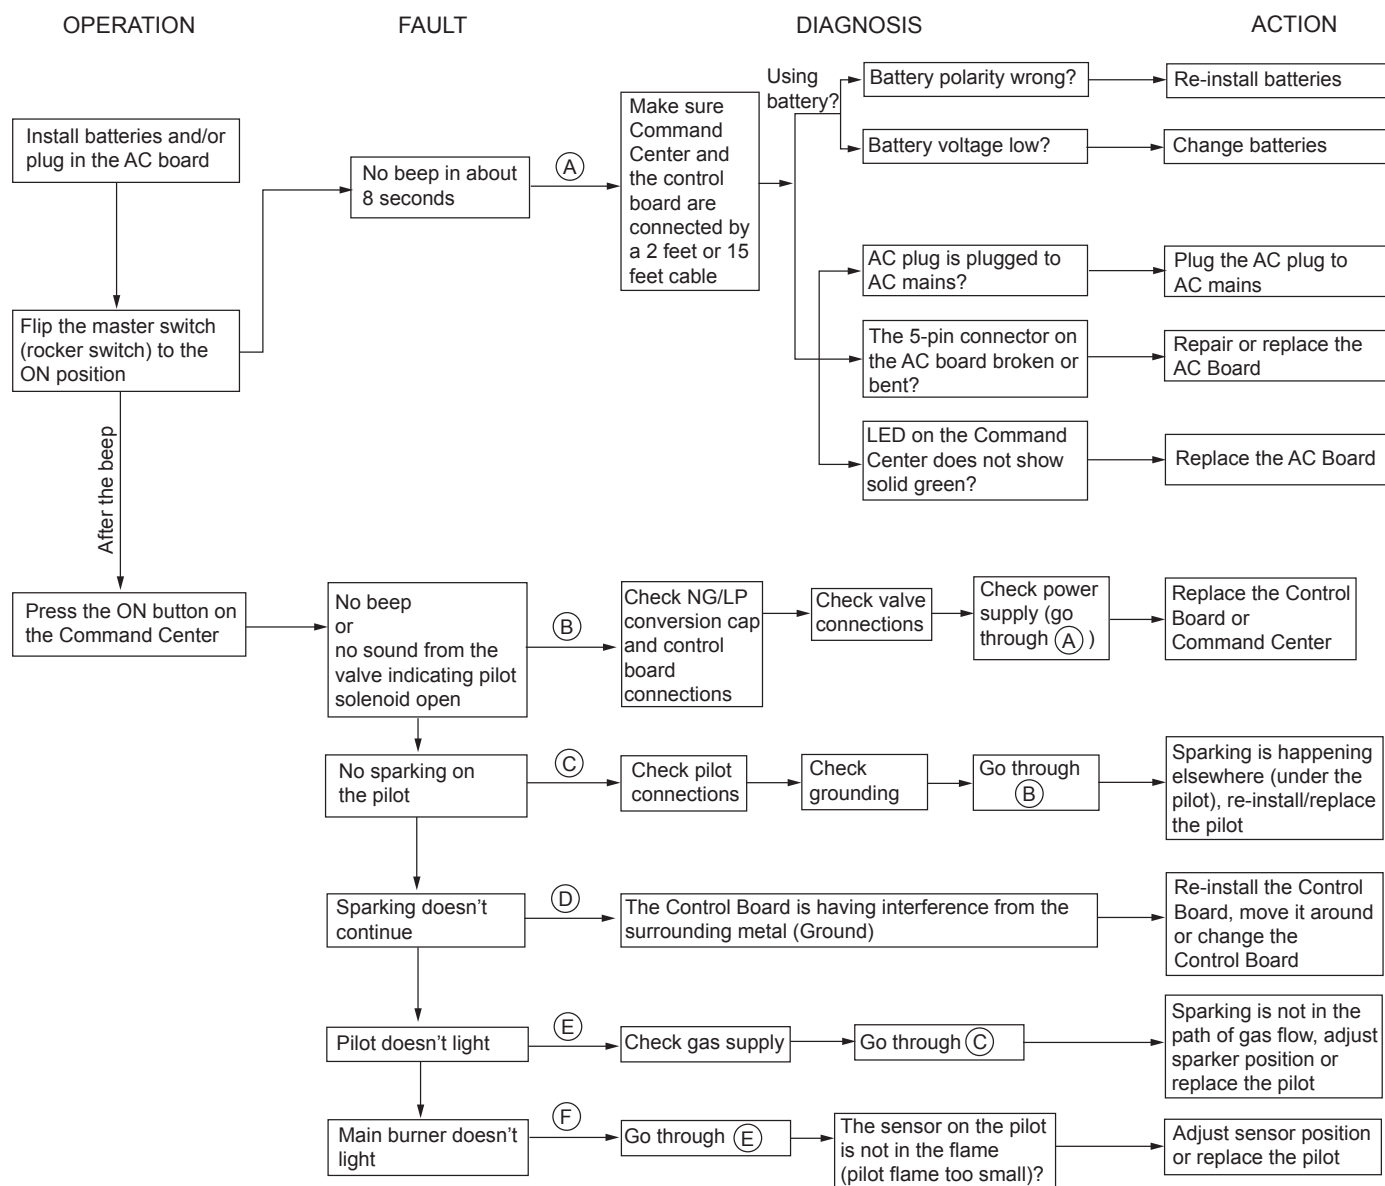 OPERATION
FAULT
DIAGNOSIS
ACTION
Install batteries and/or
plug in the AC board
Flip the master switch
(rocker switch) to the
ON position
After the beep
Press the ON button on
the Command Center
No beep in about
8 seconds
A
Make sure
Command
Center and
the control
board are
connected by
a 2 feet or 15
feet cable
Using
battery?
Battery polarity wrong?
Re-install batteries
Battery voltage low?
Change batteries
AC plug is plugged to
AC mains?
Plug the AC plug to
AC mains
The 5-pin connector on
the AC board broken or
bent?
Repair or replace the
AC Board
LED on the Command
Center does not show
solid green?
Replace the AC Board
No beep
or
no sound from the
valve indicating pilot
solenoid open
B
Check NG/LP
conversion cap
and control
board
connections
Check valve
connections
Check power
supply (go
through A )
Replace the Control
Board or
Command Center
No sparking on
the pilot
C
Check pilot
connections
Check
grounding
Go through
B
Sparking is happening
elsewhere (under the
pilot), re-install/replace
the pilot
Sparking doesn't
continue
D
The Control Board is having interference from the
surrounding metal (Ground)
Re-install the Control
Board, move it around
or change the
Control Board
Pilot doesn't light
E
Check gas supply
Go through C
Sparking is not in the
path of gas flow, adjust
sparker position or
replace the pilot
Main burner doesn't
light
F
Go through E
The sensor on the pilot
is not in the flame
(pilot flame too small)?
Adjust sensor position
or replace the pilot